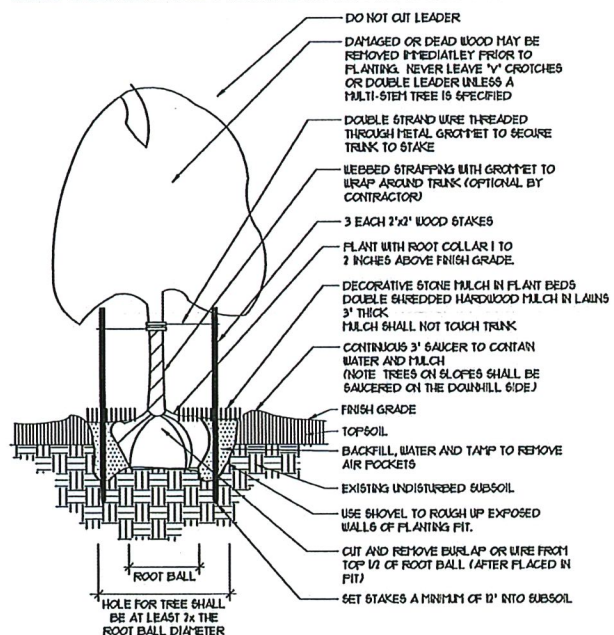 DO NOT CUT LEADER
DAMAGED OR DEAD WOOD MAY BE
REMOVED IMMEDIATLEY PRIOR TO
PLANTING. NEVER LEAVE "V" CROTCHES
OR DOUBLE LEADER UNLESS A
MULTI-STEM TREE IS SPECIFIED
DOUBLE STRAND WIRE THREADED
THROUGH METAL GROMMET TO SECURE
TRUNK TO STAKE
WEBBED STRAPPING WITH GROMMET TO
WRAP AROUND TRUNK (OPTIONAL BY
CONTRACTOR)
3 EACH 2"x2" WOOD STAKES
PLANT WITH ROOT COLLAR 1 TO
2 INCHES ABOVE FINISH GRADE.
DECORATIVE STONE MULCH IN PLANT BEDS
DOUBLE SHREDDED HARDWOOD MULCH IN LAWNS
3" THICK
MULCH SHALL NOT TOUCH TRUNK
CONTINUOUS 3" SAUCER TO CONTAIN
WATER AND MULCH
(NOTE TREES ON SLOPES SHALL BE
SAUCERED ON THE DOWNHILL SIDE)
FINISH GRADE
TOPSOIL
BACKFILL, WATER AND TAMP TO REMOVE
AIR POCKETS
EXISTING UNDISTURBED SUBSOIL
USE SHOVEL TO ROUGH UP EXPOSED
WALLS OF PLANTING PIT.
CUT AND REMOVE BURLAP OR WIRE FROM
TOP 1/2 OF ROOT BALL (AFTER PLACED IN
PIT)
SET STAKES A MINIMUM OF 12" INTO SUBSOIL
ROOT BALL
HOLE FOR TREE SHALL
BE AT LEAST 2x THE
ROOT BALL DIAMETER